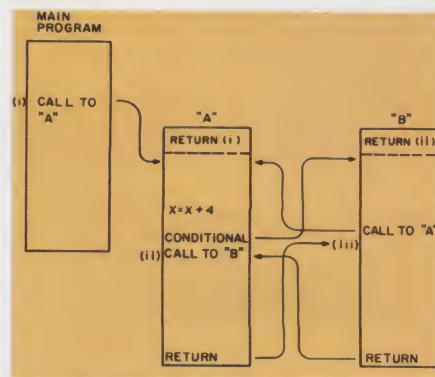 MAIN
PROGRAM
(i) CALL TO
"A"
"A"
RETURN (i)
X=X+4
CONDITIONAL
(ii) CALL TO "B"
RETURN
"B"
RETURN (ii)
CALL TO "A"
(iii)
RETURN